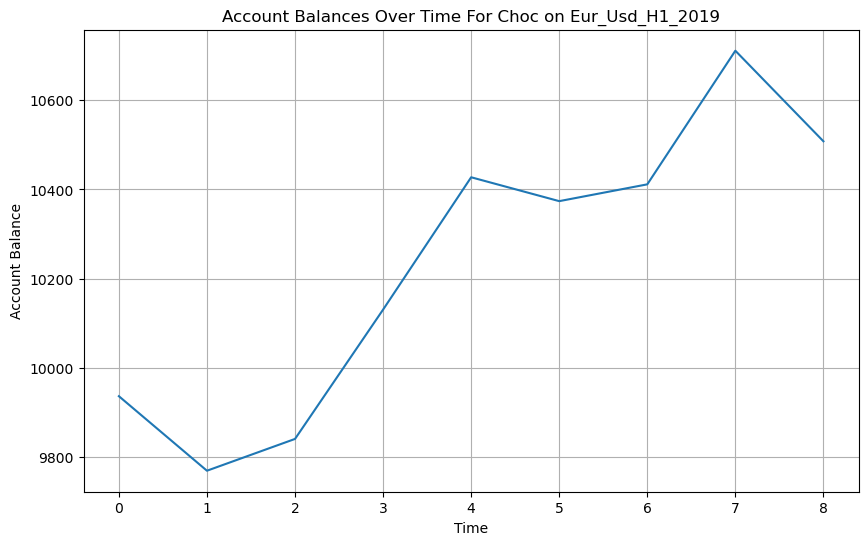 Account Balances Over Time For Choc on Eur_Usd_H1_2019
10600
10400
10200
10000
9800
Account Balance
0 1 2 3 4 5 6 7 8
Time